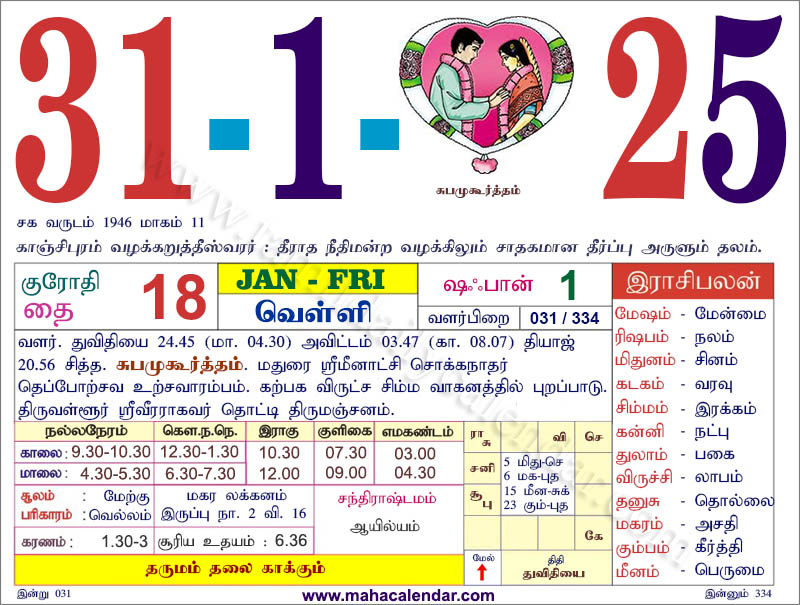 31-1- 25
சுபமுகூர்த்தம்
சக வருடம் 1946 மாகம் 11
காஞ்சிபுரம் வழக்கறுத்தீஸ்வரர் : தீராத நீதிமன்ற வழக்கிலும் சாதகமான தீர்ப்பு அருளும் தலம்.
குரோதி
தை
18
JAN - FRI
வெள்ளி
ஷஃபான் 1
வளர்பிறை 031 / 334
வளர். துவிதியை 24.45 (மா. 04.30) அவிட்டம் 03.47 (கா. 08.07) தியாஜ்
20.56 சித்த. சுபமுகூர்த்தம். மதுரை ஸ்ரீமீனாட்சி சொக்கநாதர்
தெப்போற்சவ உற்சவாரம்பம். கற்பக விருட்ச சிம்ம வாகனத்தில் புறப்பாடு.
திருவள்ளூர் ஸ்ரீவீரராகவர் தொட்டி திருமஞ்சனம்.
இராசிபலன்
மேஷம் - மேன்மை
ரிஷபம் - நலம்
மிதுனம் - சினம்
கடகம் - வரவு
சிம்மம் - இரக்கம்
கன்னி - நட்பு
துலாம் - பகை
விருச்சி - லாபம்
தனுசு - தொல்லை
மகரம் - அசதி
கும்பம் - கீர்த்தி
மீனம் - பெருமை
நல்லநேரம் கௌ.ந.நெ. இராகு குளிகை எமகண்டம்
காலை: 9.30-10.30 12.30-1.30 10.30 07.30 03.00
மாலை: 4.30-5.30 6.30-7.30 12.00 09.00 04.30
சூலம் : மேற்கு
பரிகாரம் : வெல்லம்
மகர லக்கனம்
இருப்பு நா. 2 வி. 16
சந்திராஷ்டமம்
ஆயில்யம்
கரணம்: 1.30-3 சூரிய உதயம் : 6.36
ரா
சு
வி
செ
சனி
சூ
பு
5 மிது-செ
6 மக-புத
15 மீன-சுக்
23 கும்-புத
கே
தருமம் தலை காக்கும்
மேல்
திதி
துவிதியை
இன்று 031
www.mahacalendar.com
இன்னும் 334
www.tamildailycalendar.com